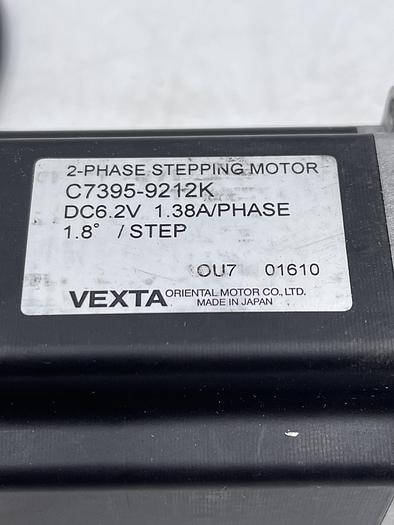 2-PHASE STEPPING MOTOR
C7395-9212K
DC6.2V 1.38A/PHASE
1.8° / STEP
OU7 01610
VEXTA ORIENTAL MOTOR CO., LTD.
MADE IN JAPAN